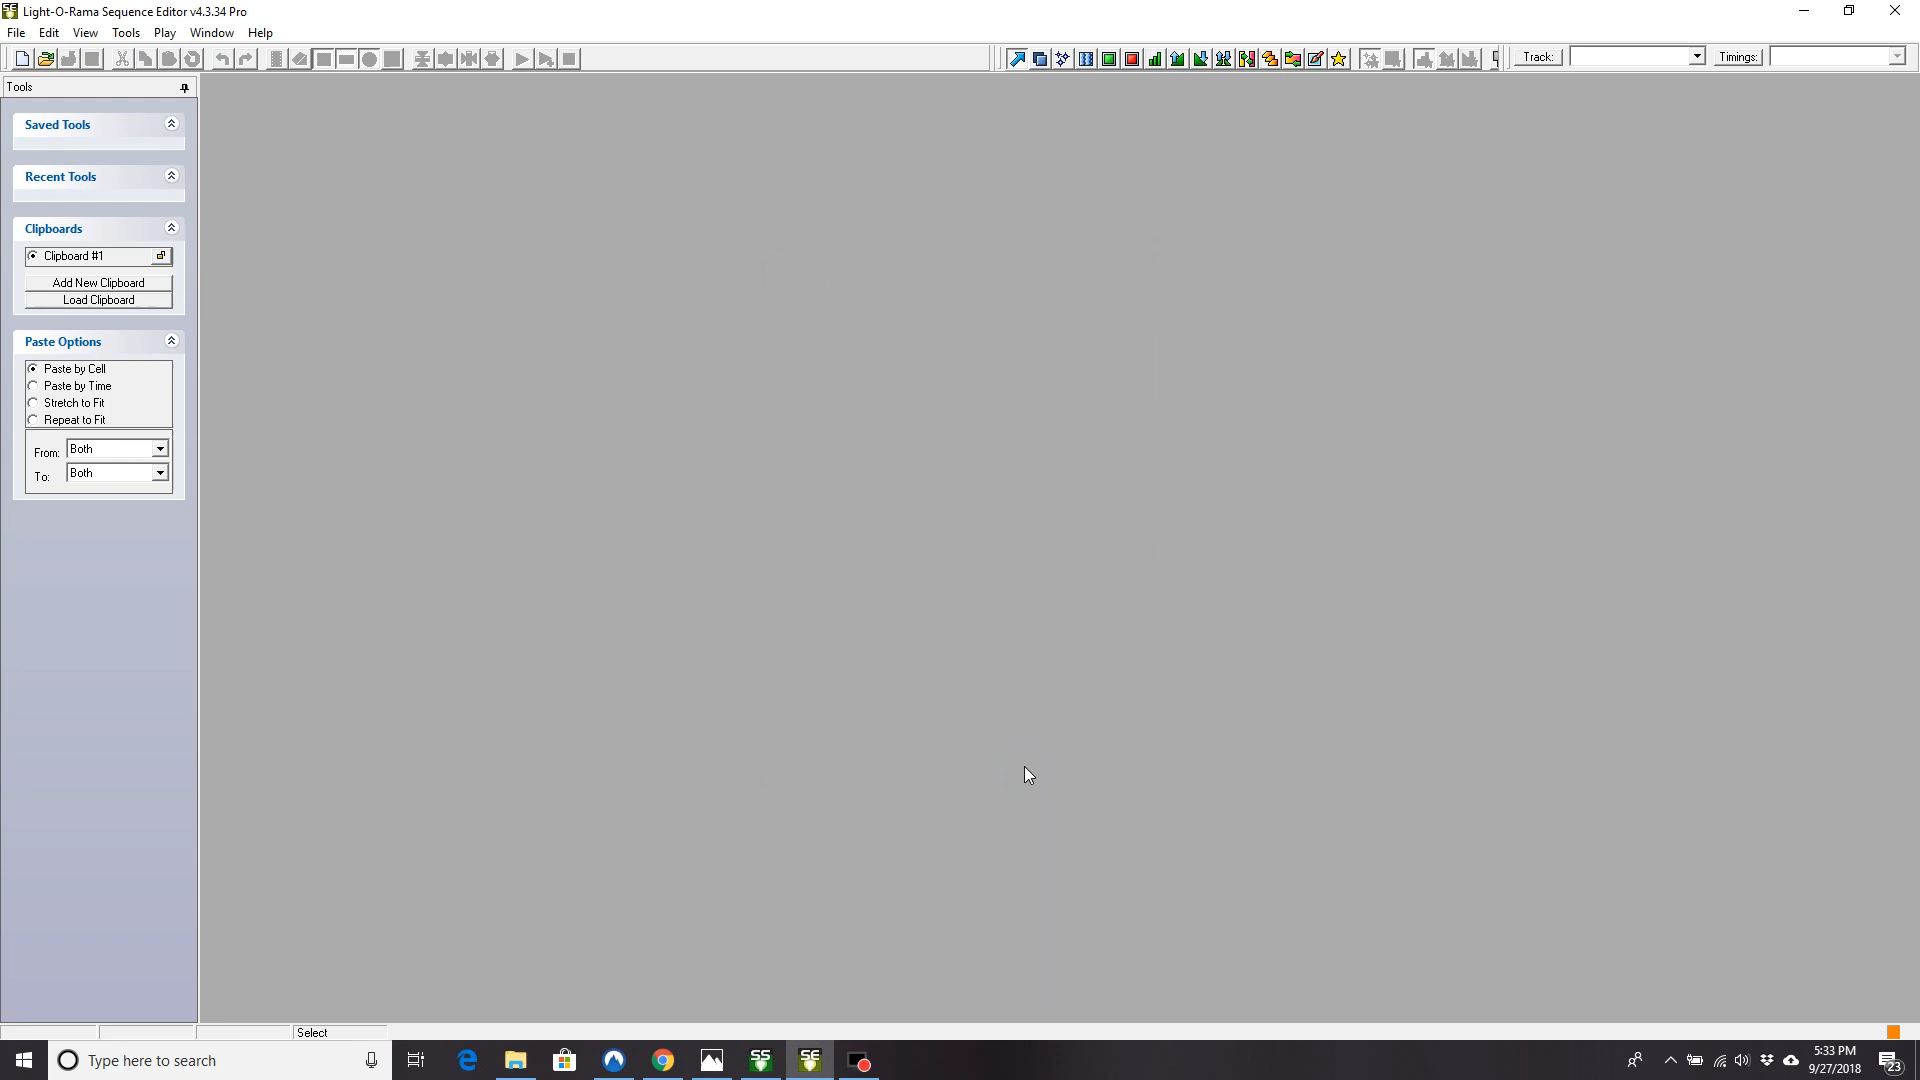 Light-O-Rama Sequence Editor v4.3.34 Pro
File Edit View Tools Play Window Help
Track: Timings:
Tools
Saved Tools
Recent Tools
Clipboards
Clipboard #1
Add New Clipboard
Load Clipboard
Paste Options
Paste by Cell
Paste by Time
Stretch to Fit
Repeat to Fit
From: Both
To: Both
Select
Type here to search
SS SE
5:33 PM
9/27/2018
23